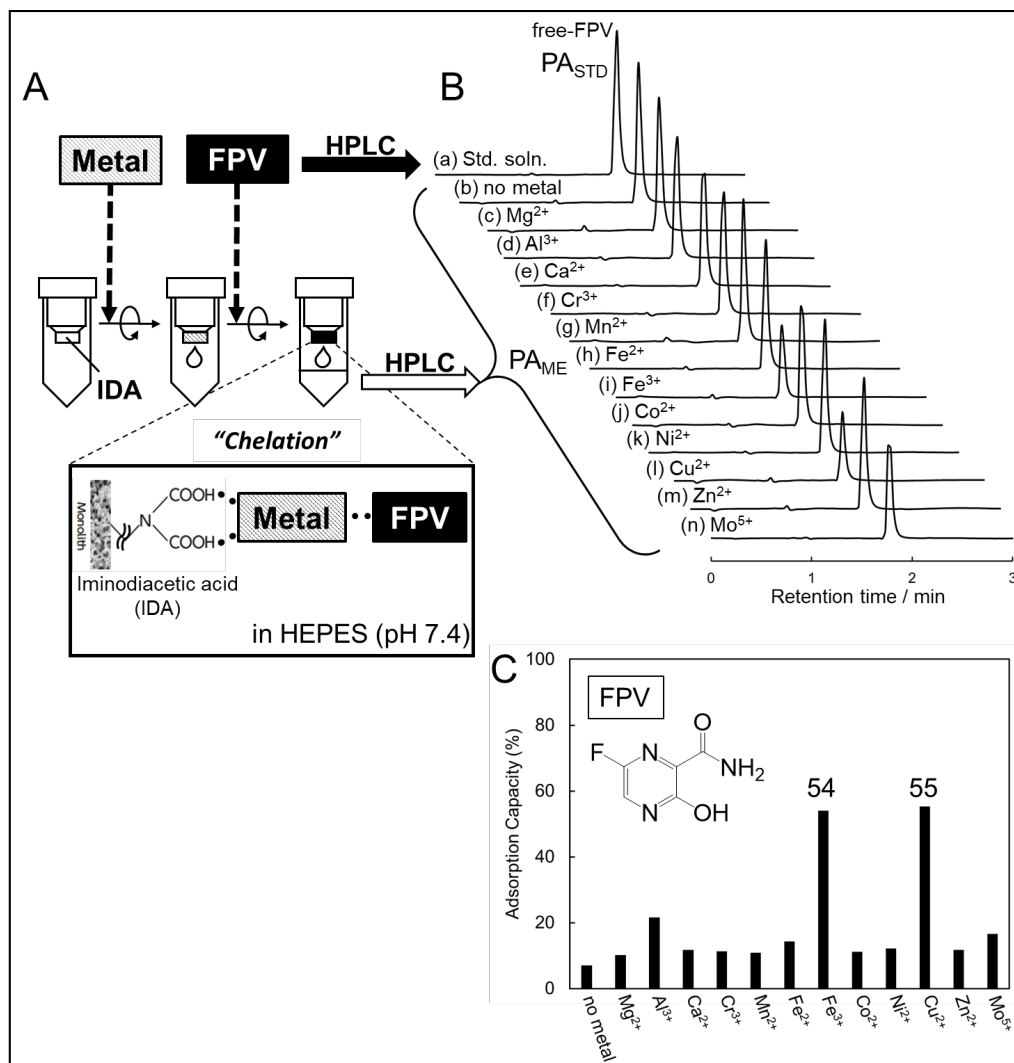 A
Metal
FPV
HPLC
IDA
HPLC
"Chelation"
Monolith
N
COOH
COOH
Metal
FPV
Iminodiacetic acid
(IDA)
in HEPES (pH 7.4)
B
free-FPV
PA_STD
(a) Std. soln.
(b) no metal
(c) Mg²⁺
(d) Al³⁺
(e) Ca²⁺
(f) Cr³⁺
(g) Mn²⁺
(h) Fe²⁺
(i) Fe³⁺
(j) Co²⁺
(k) Ni²⁺
(l) Cu²⁺
(m) Zn²⁺
(n) Mo⁵⁺
PA_ME
0 1 2 3
Retention time / min
C
Adsorption Capacity (%)
100
80
60
40
20
0
FPV
O
F N NH₂
N OH
54 55
no metal Mg²⁺ Al³⁺ Ca²⁺ Cr³⁺ Mn²⁺ Fe²⁺ Fe³⁺ Co²⁺ Ni²⁺ Cu²⁺ Zn²⁺ Mo⁵⁺